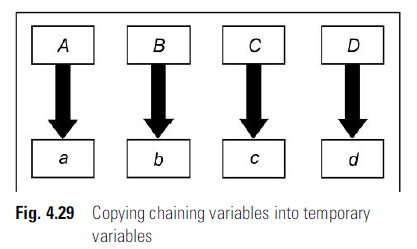 A B C D
a b c d
Fig. 4.29 Copying chaining variables into temporary
variables